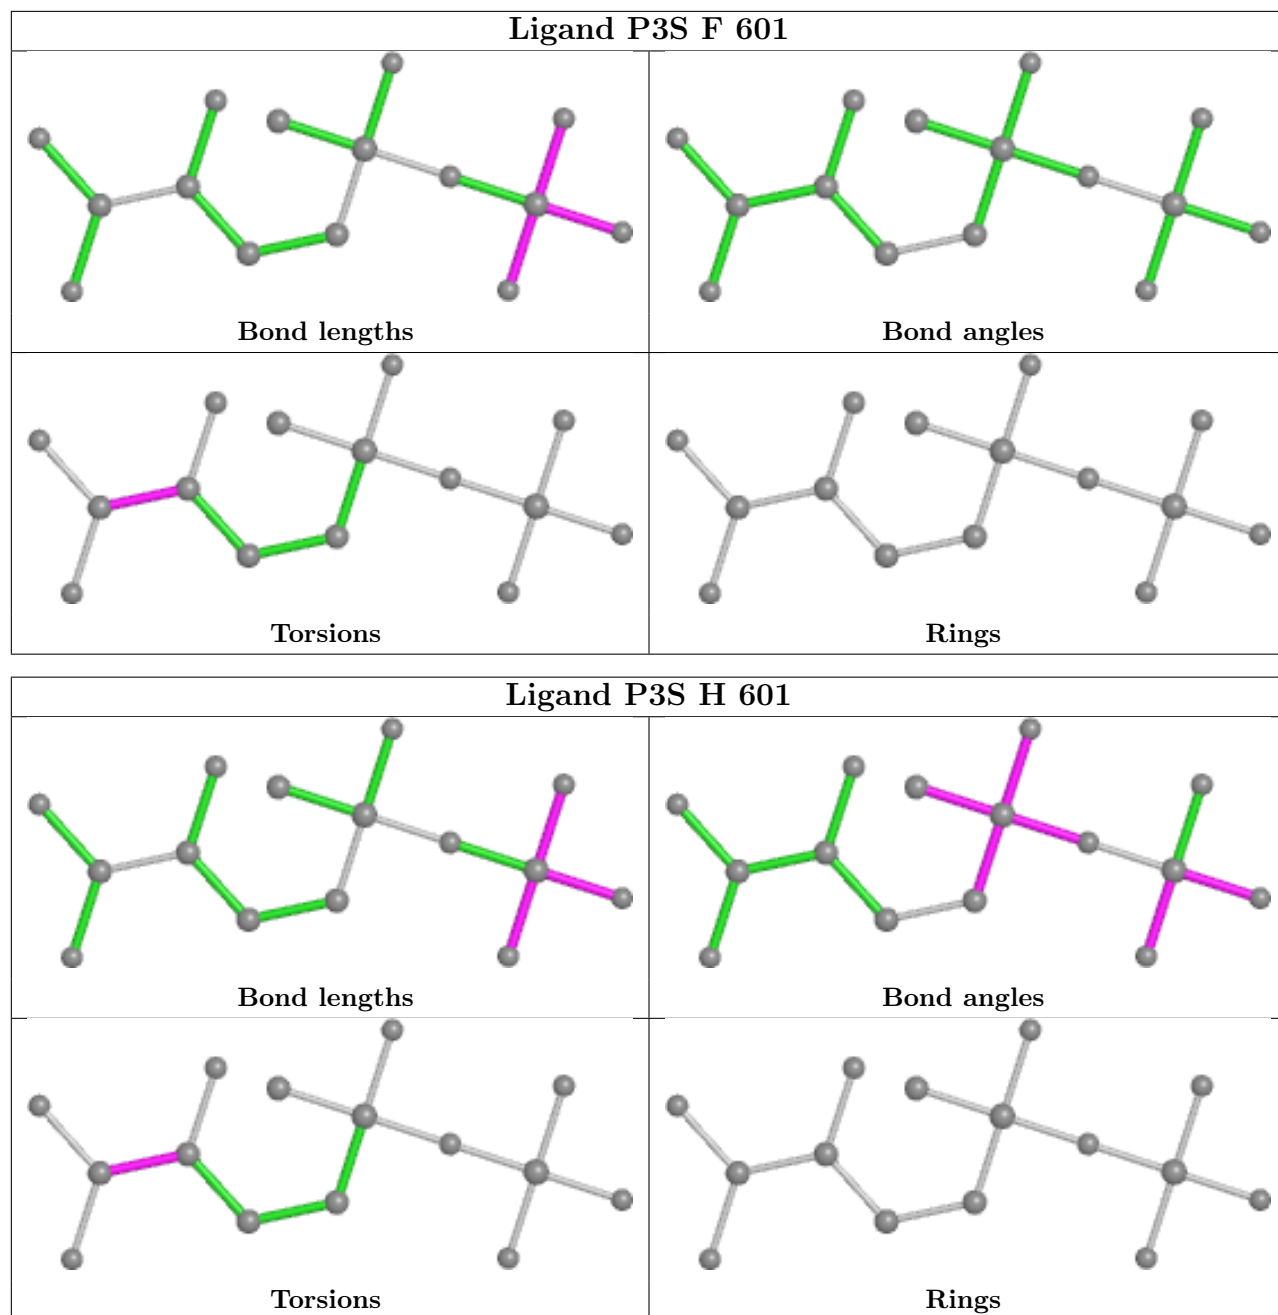 Ligand P3S F 601
Bond lengths
Bond angles
Torsions
Rings
Ligand P3S H 601
Bond lengths
Bond angles
Torsions
Rings